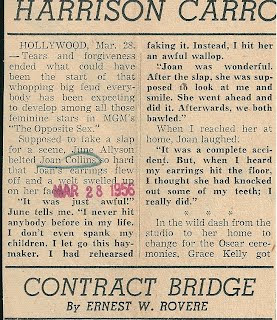 HARRISON CARRO
HOLLYWOOD, Mar. 28.
—Tears and forgiveness
ended what could have
been the start of that
whopping big feud every-
body has been expecting
to develop among all those
feminine stars in MGM's
"The Opposite Sex."
Supposed to take a slap
for a scene, June Allyson
belted Joan Collins so hard
that Joan's earrings flew
off and a welt swelled up
on her
MAR 28 1956
"It was just awful!"
June tells me. "I never hit
anybody before in my life.
I don't even spank my
children. I let go this hay-
maker. I had rehearsed
faking it. Instead, I hit her
an awful wallop.
"Joan was wonderful.
After the slap, she was sup-
posed to look at me and
smile. She went ahead and
did it. Afterwards, we both
bawled."
When I reached her at
home, Joan laughed:
"It was a complete acci-
dent. But, when I heard
my earrings hit the floor,
I thought she had knocked
out some of my teeth; I
really did."
In the wild dash from the
studio to her home to
change for the Oscar cere-
monies, Grace Kelly got
CONTRACT BRIDGE
By ERNEST W. ROVERE